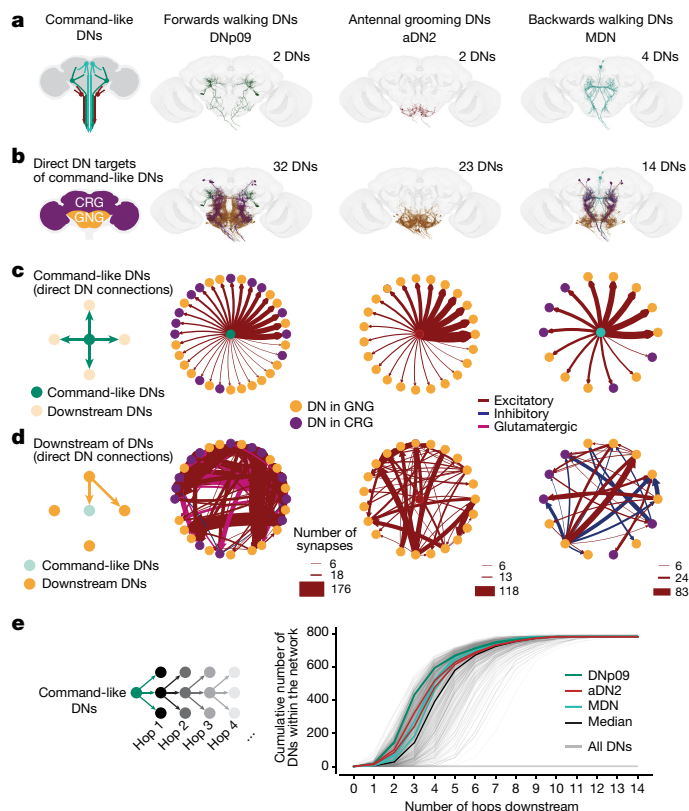 a
Command-like
DNs
Forwards walking DNs
DNp09
2 DNs
Antennal grooming DNs
aDN2
2 DNs
Backwards walking DNs
MDN
4 DNs
b
Direct DN targets
of command-like DNs
CRG
GNG
32 DNs
23 DNs
14 DNs
c
Command-like DNs
(direct DN connections)
Command-like DNs
Downstream DNs
DN in GNG
DN in CRG
Excitatory
Inhibitory
Glutamatergic
d
Downstream of DNs
(direct DN connections)
Command-like DNs
Downstream DNs
Number of
synapses
6
18
176
6
13
118
6
24
83
e
Command-like
DNs
Hop 1
Hop 2
Hop 3
Hop 4
...
Cumulative number of
DNs within the network
800
600
400
200
0
DNp09
aDN2
MDN
Median
All DNs
0 1 2 3 4 5 6 7 8 9 10 11 12 13 14
Number of hops downstream